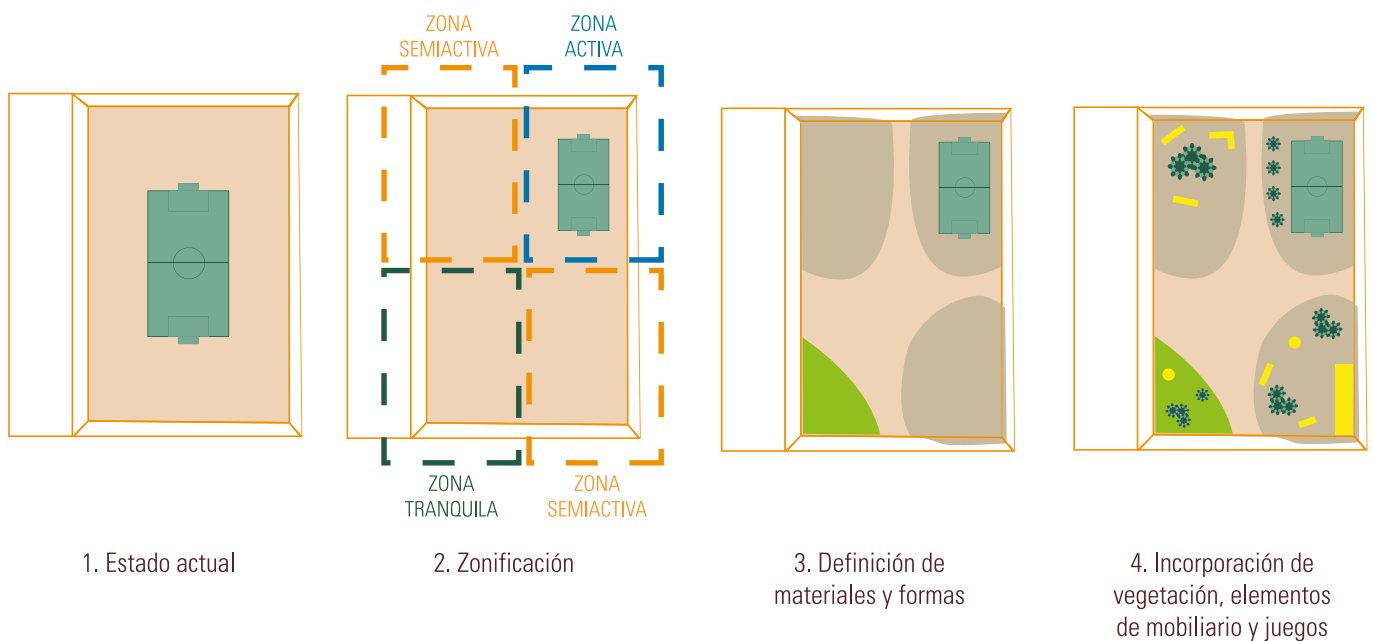 ZONA
SEMIACTIVA
ZONA
ACTIVA
ZONA
TRANQUILA
ZONA
SEMIACTIVA
1. Estado actual
2. Zonificación
3. Definición de
materiales y formas
4. Incorporación de
vegetación, elementos
de mobiliario y juegos